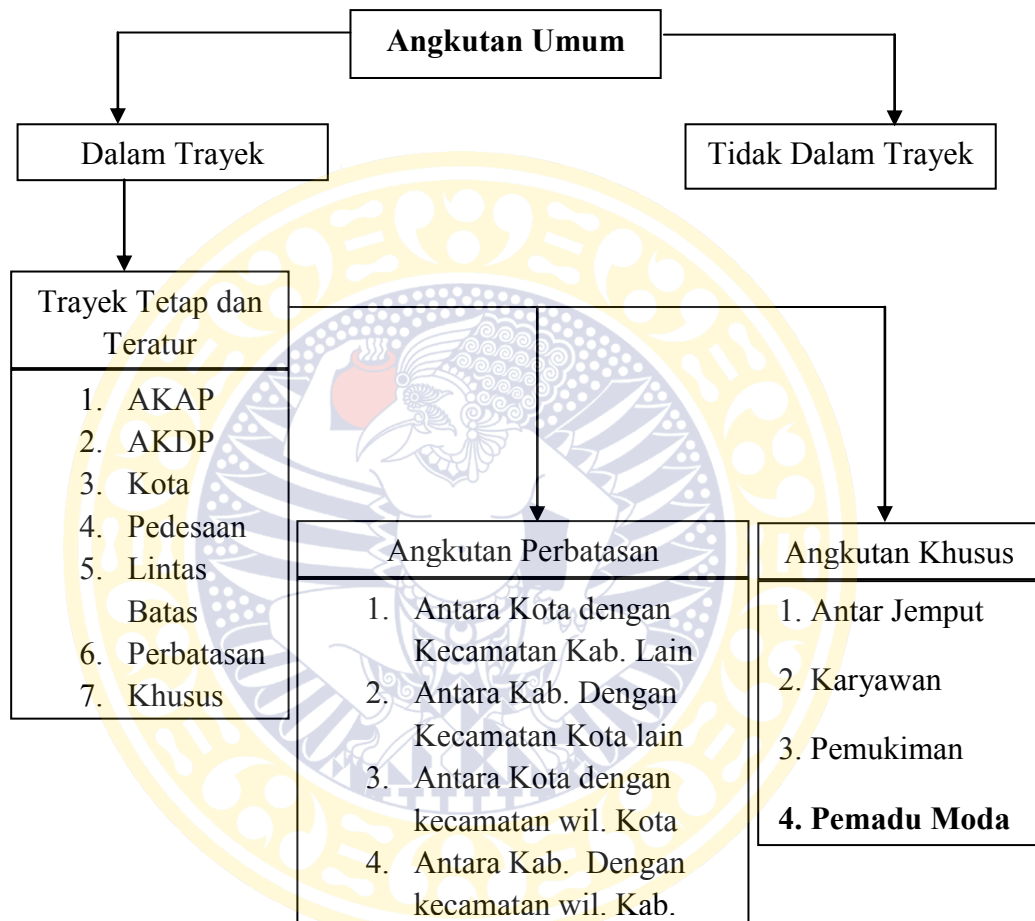 Angkutan Umum
Dalam Trayek
Tidak Dalam Trayek
Trayek Tetap dan
Teratur
1. AKAP
2. AKDP
3. Kota
4. Pedesaan
5. Lintas
Batas
6. Perbatasan
7. Khusus
Angkutan Perbatasan
1. Antara Kota dengan
Kecamatan Kab. Lain
2. Antara Kab. Dengan
Kecamatan Kota lain
3. Antara Kota dengan
kecamatan wil. Kota
4. Antara Kab. Dengan
kecamatan wil. Kab.
Angkutan Khusus
1. Antar Jemput
2. Karyawan
3. Pemukiman
4. Pemadu Moda